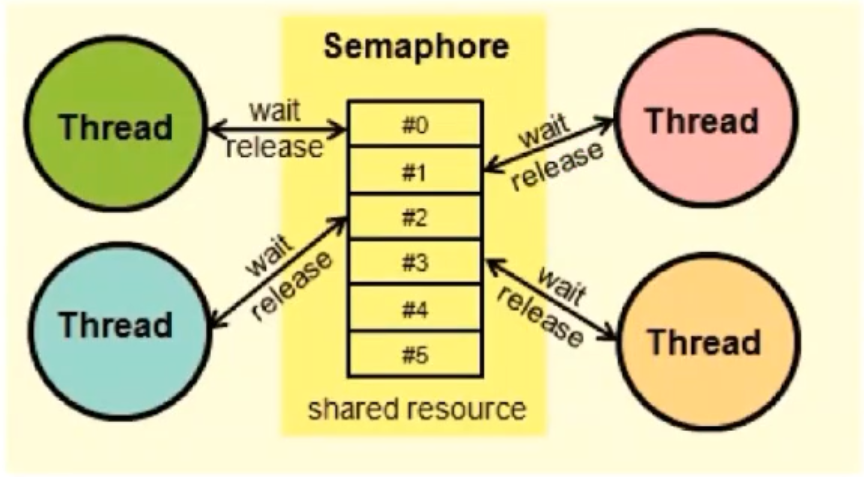 Semaphore
Thread
wait
release
#0
#1
#2
#3
#4
#5
wait
release
Thread
Thread
wait
release
wait
release
Thread
shared resource